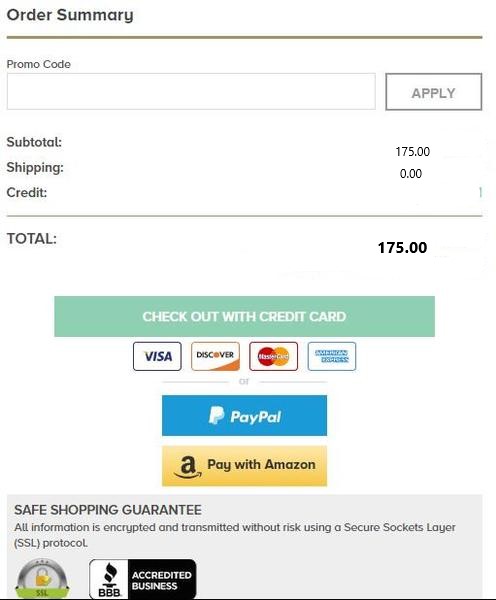 Order Summary
Promo Code
APPLY
Subtotal:
175.00
Shipping:
0.00
Credit:
TOTAL:
175.00
CHECK OUT WITH CREDIT CARD
VISA DISCOVER MasterCard AMERICAN EXPRESS
or
PayPal
a Pay with Amazon
SAFE SHOPPING GUARANTEE
All information is encrypted and transmitted without risk using a Secure Sockets Layer
(SSL) protocol.
SSL
BBB. ACCREDITED
BUSINESS